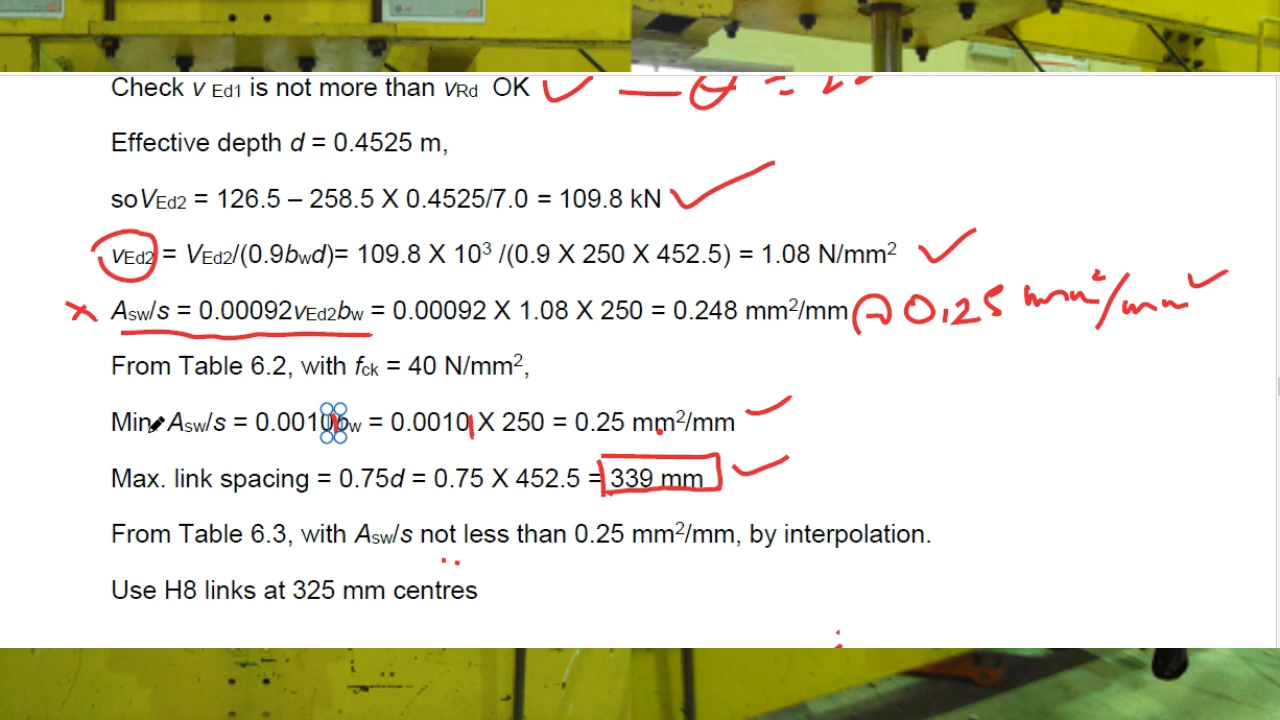 Check v Ed1 is not more than vRd OK
Effective depth d = 0.4525 m,
so VEd2 = 126.5 – 258.5 X 0.4525/7.0 = 109.8 kN
vEd2 = VEd2/(0.9bwd)= 109.8 X 10³ /(0.9 X 250 X 452.5) = 1.08 N/mm²
Asw/s = 0.00092vEd2bw = 0.00092 X 1.08 X 250 = 0.248 mm²/mm 0.25 mm²/mm
From Table 6.2, with fck = 40 N/mm²,
Min Asw/s = 0.0010bw = 0.0010 X 250 = 0.25 mm²/mm
Max. link spacing = 0.75d = 0.75 X 452.5 = 339 mm
From Table 6.3, with Asw/s not less than 0.25 mm²/mm, by interpolation.
Use H8 links at 325 mm centres